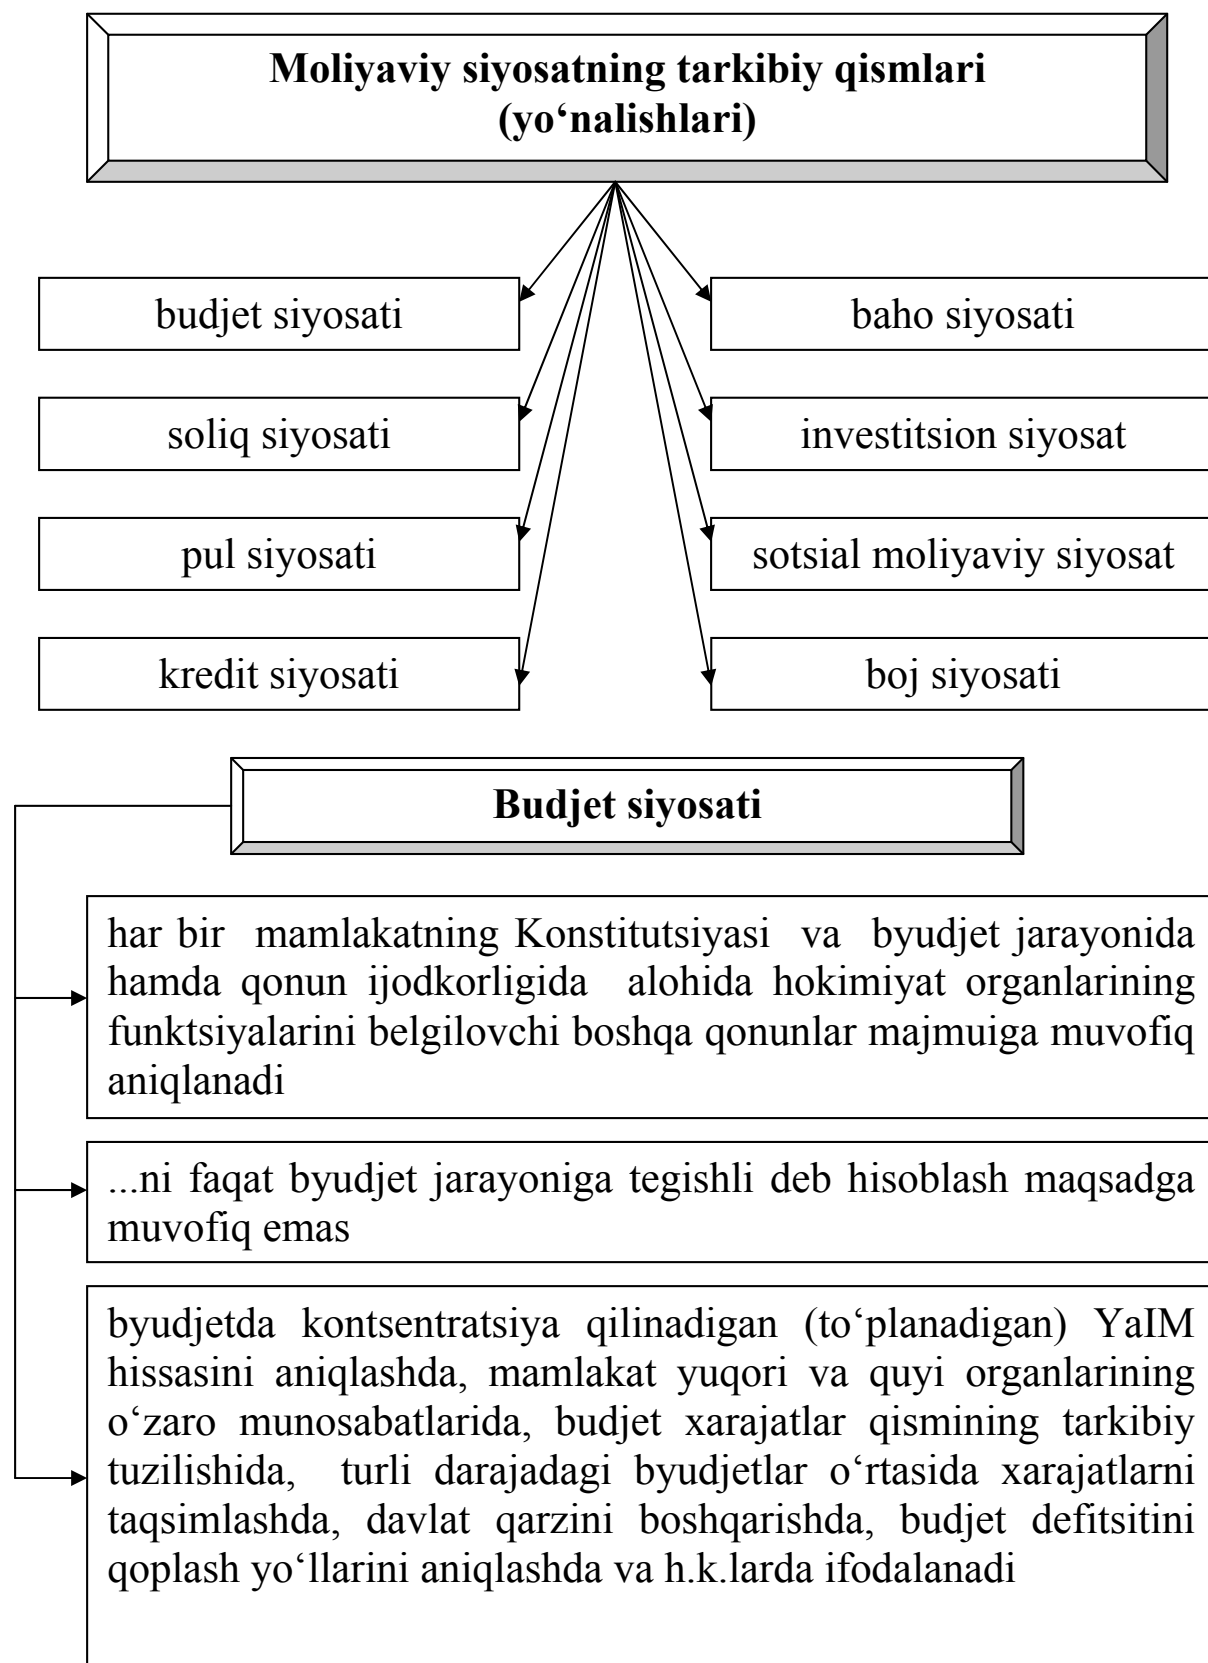 Moliyaviy siyosatning tarkibiy qismlari
(yo‘nalishlari)
budjet siyosati
baho siyosati
soliq siyosati
investitsion siyosat
pul siyosati
sotsial moliyaviy siyosat
kredit siyosati
boj siyosati
Budjet siyosati
har bir mamlakatning Konstitutsiyasi va byudjet jarayonida
hamda qonun ijodkorligida alohida hokimiyat organlarining
funktsiyalarini belgilovchi boshqa qonunlar majmuiga muvofiq
aniqlanadi
...ni faqat byudjet jarayoniga tegishli deb hisoblash maqsadga
muvofiq emas
byudjetda kontsentratsiya qilinadigan (to‘planadigan) YaIM
hissasini aniqlashda, mamlakat yuqori va quyi organlarining
o‘zaro munosabatlarida, budjet xarajatlar qismining tarkibiy
tuzilishida, turli darajadagi byudjetlar o‘rtasida xarajatlarni
taqsimlashda, davlat qarzini boshqarishda, budjet defitsitini
qoplash yo‘llarini aniqlashda va h.k.larda ifodalanadi